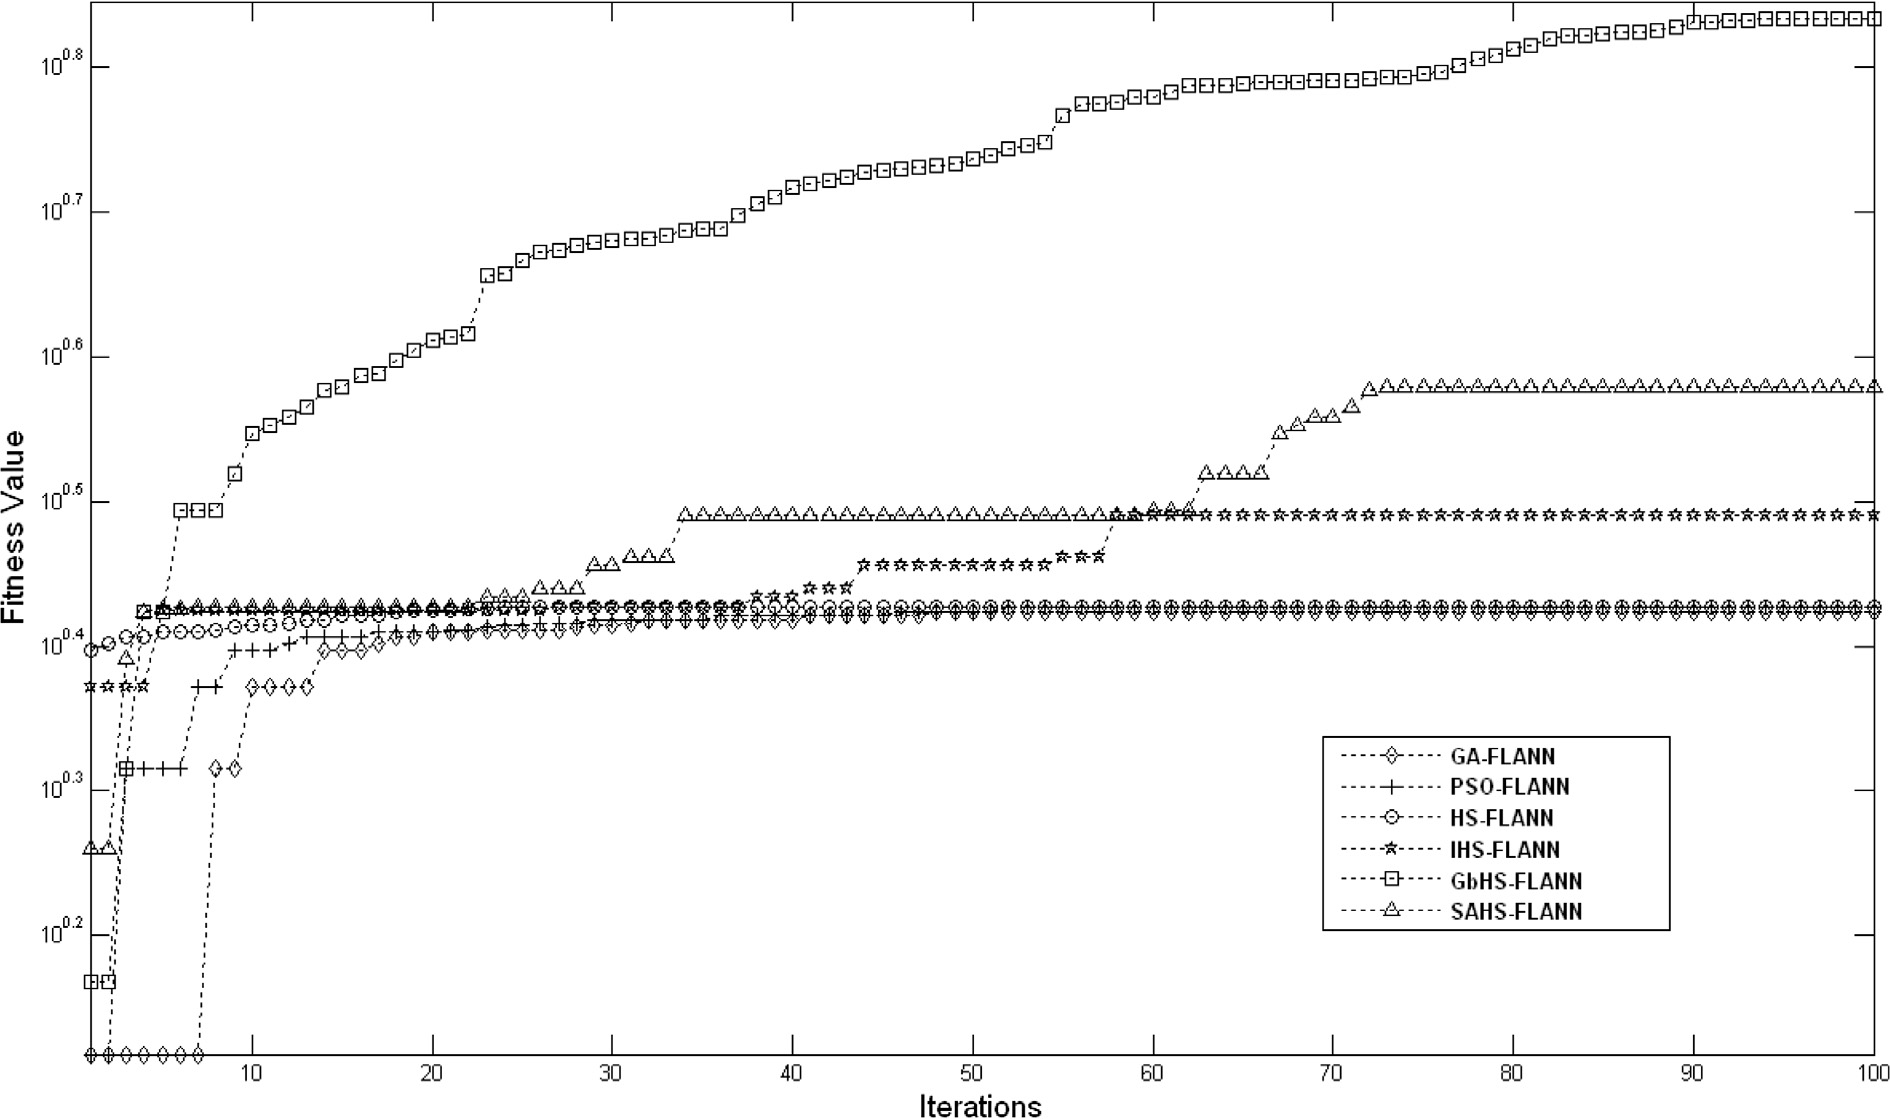 10^0.8
10^0.7
10^0.6
10^0.5
10^0.4
10^0.3
10^0.2
Fitness Value
10 20 30 40 50 60 70 80 90 100
Iterations
GA-FLANN
PSO-FLANN
HS-FLANN
IHS-FLANN
GbHS-FLANN
SAHS-FLANN